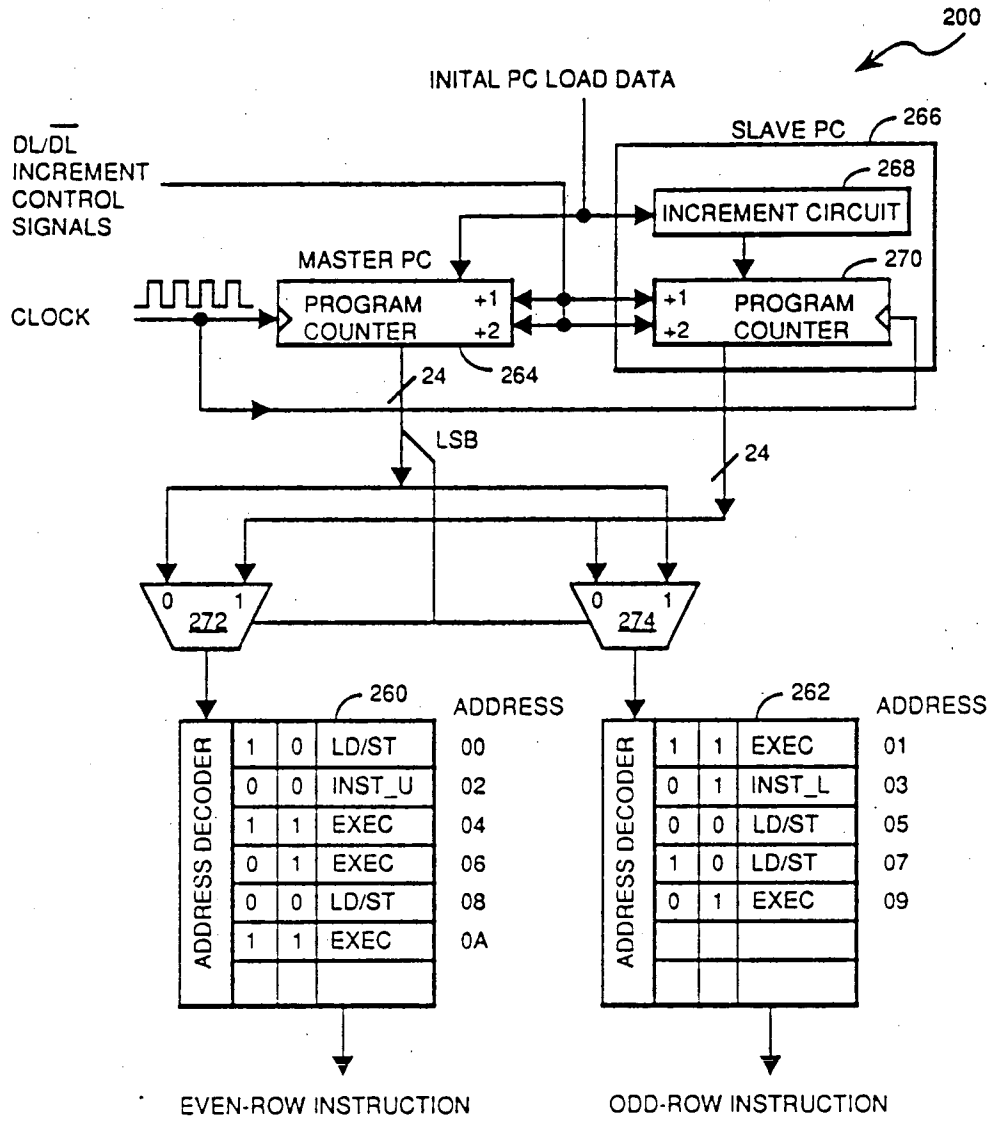 200
INITAL PC LOAD DATA
DL/D̅L̅
INCREMENT
CONTROL
SIGNALS
SLAVE PC
266
268
INCREMENT CIRCUIT
MASTER PC
270
CLOCK
PROGRAM
COUNTER
+1
+2
+1
+2
PROGRAM
COUNTER
264
24
LSB
24
0 1
272
0 1
274
260
ADDRESS
262
ADDRESS
ADDRESS DECODER
1 0 LD/ST 00
0 0 INST_U 02
1 1 EXEC 04
0 1 EXEC 06
0 0 LD/ST 08
1 1 EXEC 0A
ADDRESS DECODER
1 1 EXEC 01
0 1 INST_L 03
0 0 LD/ST 05
1 0 LD/ST 07
0 1 EXEC 09
EVEN-ROW INSTRUCTION
ODD-ROW INSTRUCTION